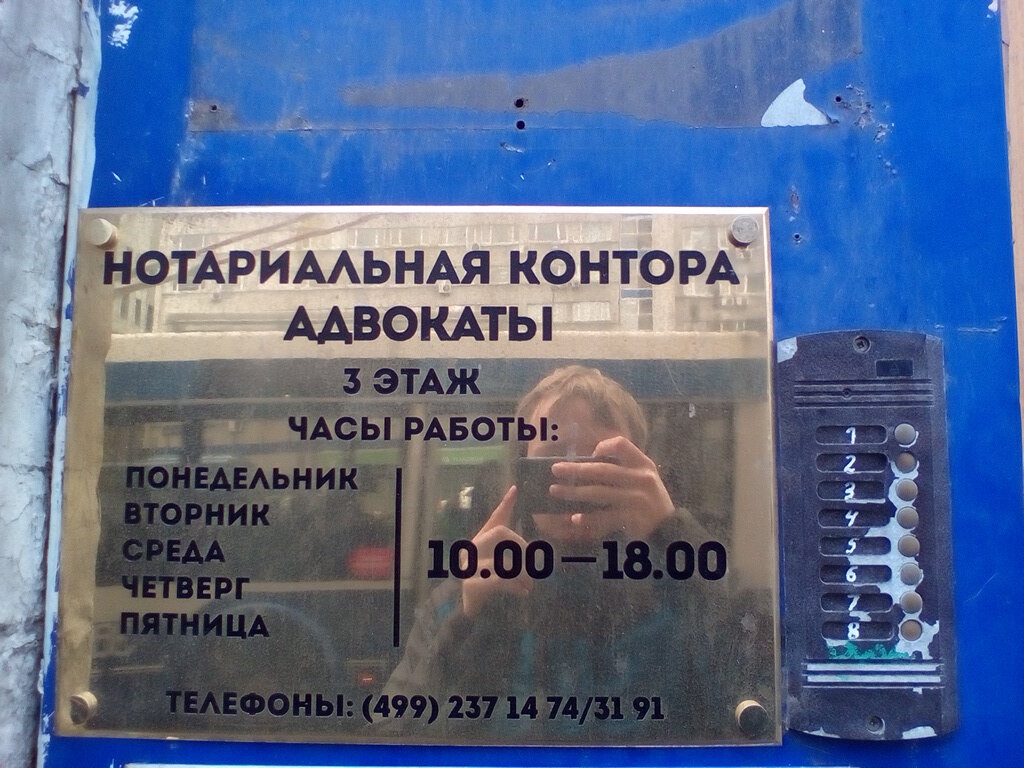 НОТАРИАЛЬНАЯ КОНТОРА
АДВОКАТЫ
3 ЭТАЖ
ЧАСЫ РАБОТЫ:
ПОНЕДЕЛЬНИК
ВТОРНИК
СРЕДА
ЧЕТВЕРГ
ПЯТНИЦА
10.00—18.00
ТЕЛЕФОНЫ: (499) 237 14 74/31 91
1
2
3
4
5
6
7
8